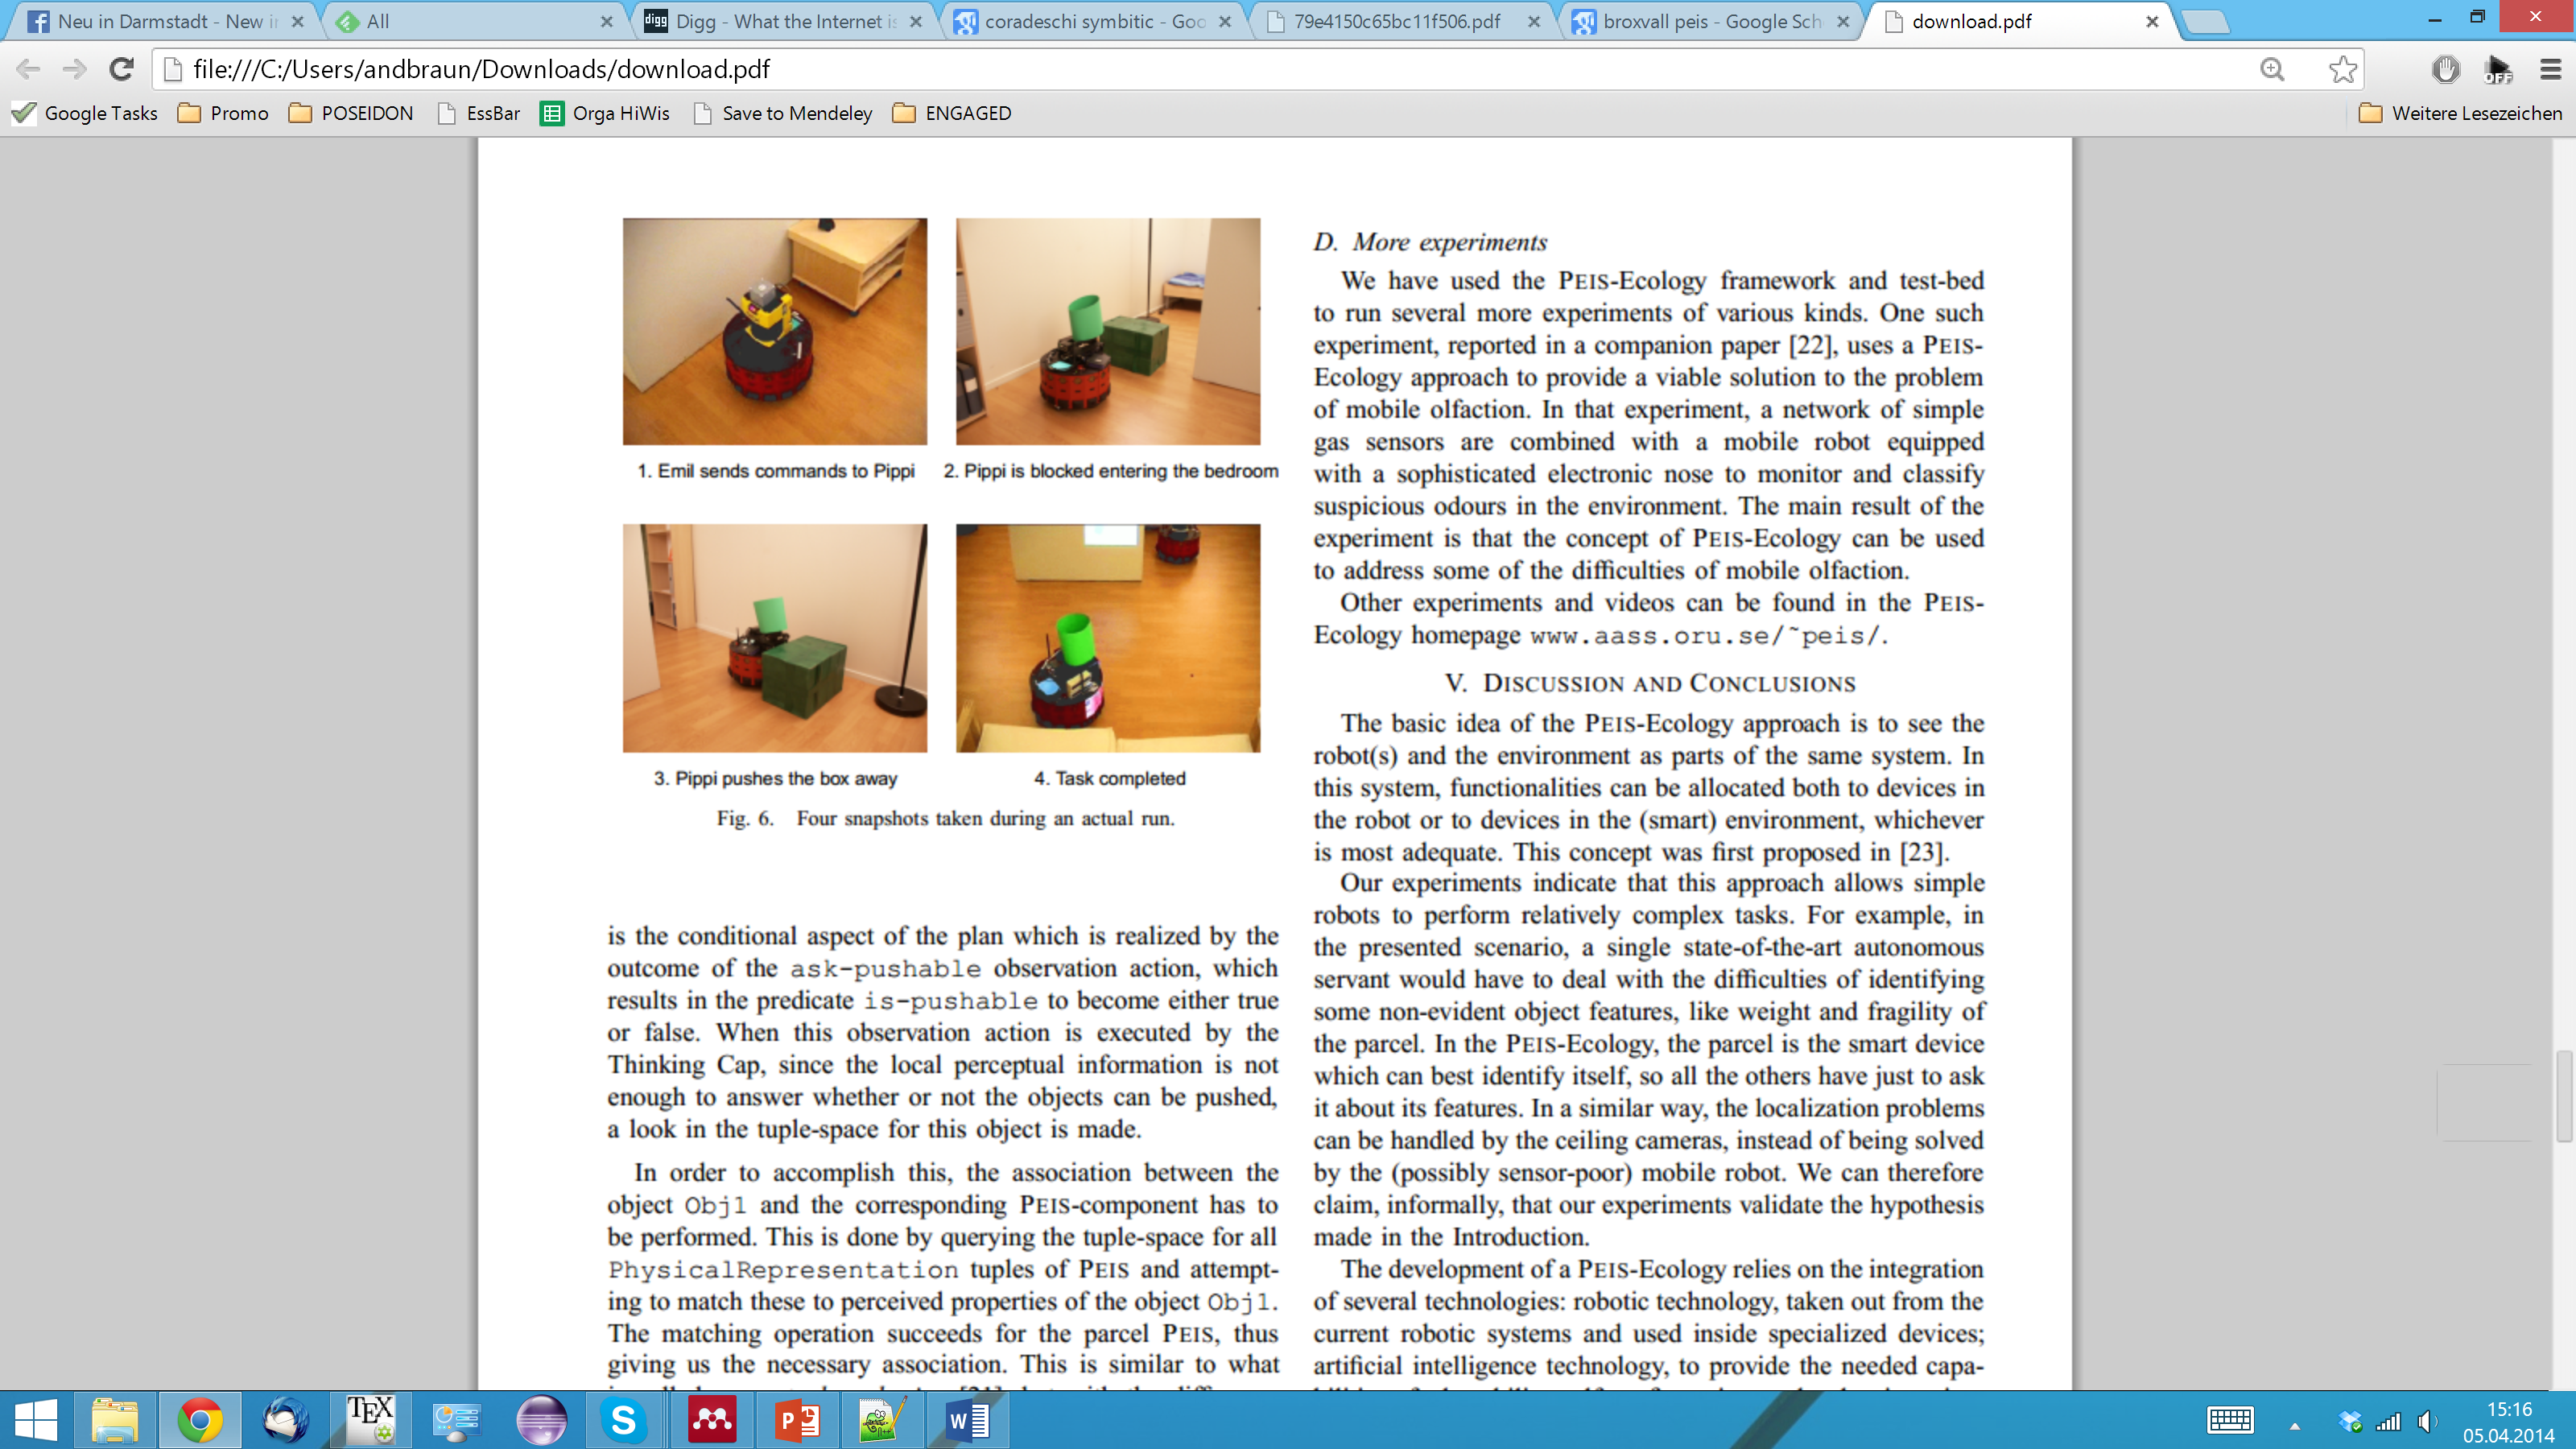 Neu in Darmstadt - New in
All
Digg - What the Internet is
coradeschi symbitic - Goo
79e4150c65bc11f506.pdf
broxvall peis - Google Sch
download.pdf
file:///C:/Users/andbraun/Downloads/download.pdf
OFF
Google Tasks
Promo
POSEIDON
EssBar
Orga HiWis
Save to Mendeley
ENGAGED
Weitere Lesezeichen
1. Emil sends commands to Pippi
2. Pippi is blocked entering the bedroom
3. Pippi pushes the box away
4. Task completed
Fig. 6. Four snapshots taken during an actual run.
is the conditional aspect of the plan which is realized by the
outcome of the ask-pushable observation action, which
results in the predicate is-pushable to become either true
or false. When this observation action is executed by the
Thinking Cap, since the local perceptual information is not
enough to answer whether or not the objects can be pushed,
a look in the tuple-space for this object is made.
In order to accomplish this, the association between the
object Obj1 and the corresponding PEIS-component has to
be performed. This is done by querying the tuple-space for all
PhysicalRepresentation tuples of PEIS and attempt-
ing to match these to perceived properties of the object Obj1.
The matching operation succeeds for the parcel PEIS, thus
giving us the necessary association. This is similar to what
D. More experiments
We have used the PEIS-Ecology framework and test-bed
to run several more experiments of various kinds. One such
experiment, reported in a companion paper [22], uses a PEIS-
Ecology approach to provide a viable solution to the problem
of mobile olfaction. In that experiment, a network of simple
gas sensors are combined with a mobile robot equipped
with a sophisticated electronic nose to monitor and classify
suspicious odours in the environment. The main result of the
experiment is that the concept of PEIS-Ecology can be used
to address some of the difficulties of mobile olfaction.
Other experiments and videos can be found in the PEIS-
Ecology homepage www.aass.oru.se/~peis/.
V. DISCUSSION AND CONCLUSIONS
The basic idea of the PEIS-Ecology approach is to see the
robot(s) and the environment as parts of the same system. In
this system, functionalities can be allocated both to devices in
the robot or to devices in the (smart) environment, whichever
is most adequate. This concept was first proposed in [23].
Our experiments indicate that this approach allows simple
robots to perform relatively complex tasks. For example, in
the presented scenario, a single state-of-the-art autonomous
servant would have to deal with the difficulties of identifying
some non-evident object features, like weight and fragility of
the parcel. In the PEIS-Ecology, the parcel is the smart device
which can best identify itself, so all the others have just to ask
it about its features. In a similar way, the localization problems
can be handled by the ceiling cameras, instead of being solved
by the (possibly sensor-poor) mobile robot. We can therefore
claim, informally, that our experiments validate the hypothesis
made in the Introduction.
The development of a PEIS-Ecology relies on the integration
of several technologies: robotic technology, taken out from the
current robotic systems and used inside specialized devices;
artificial intelligence technology, to provide the needed capa-
15:16
05.04.2014